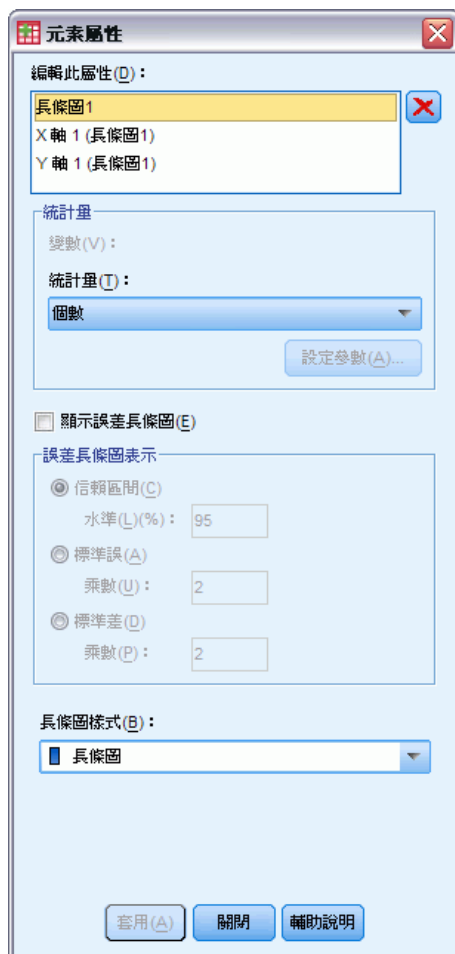 元素屬性
編輯此屬性(D)：
長條圖1
X 軸 1 (長條圖1)
Y 軸 1 (長條圖1)
統計量
變數(V)：
統計量(T)：
個數
設定參數(A)...
顯示誤差長條圖(E)
誤差長條圖表示
信賴區間(C)
水準(L)(%)： 95
標準誤(A)
乘數(U)： 2
標準差(D)
乘數(P)： 2
長條圖樣式(B)：
長條圖
套用(A) 關閉 輔助說明